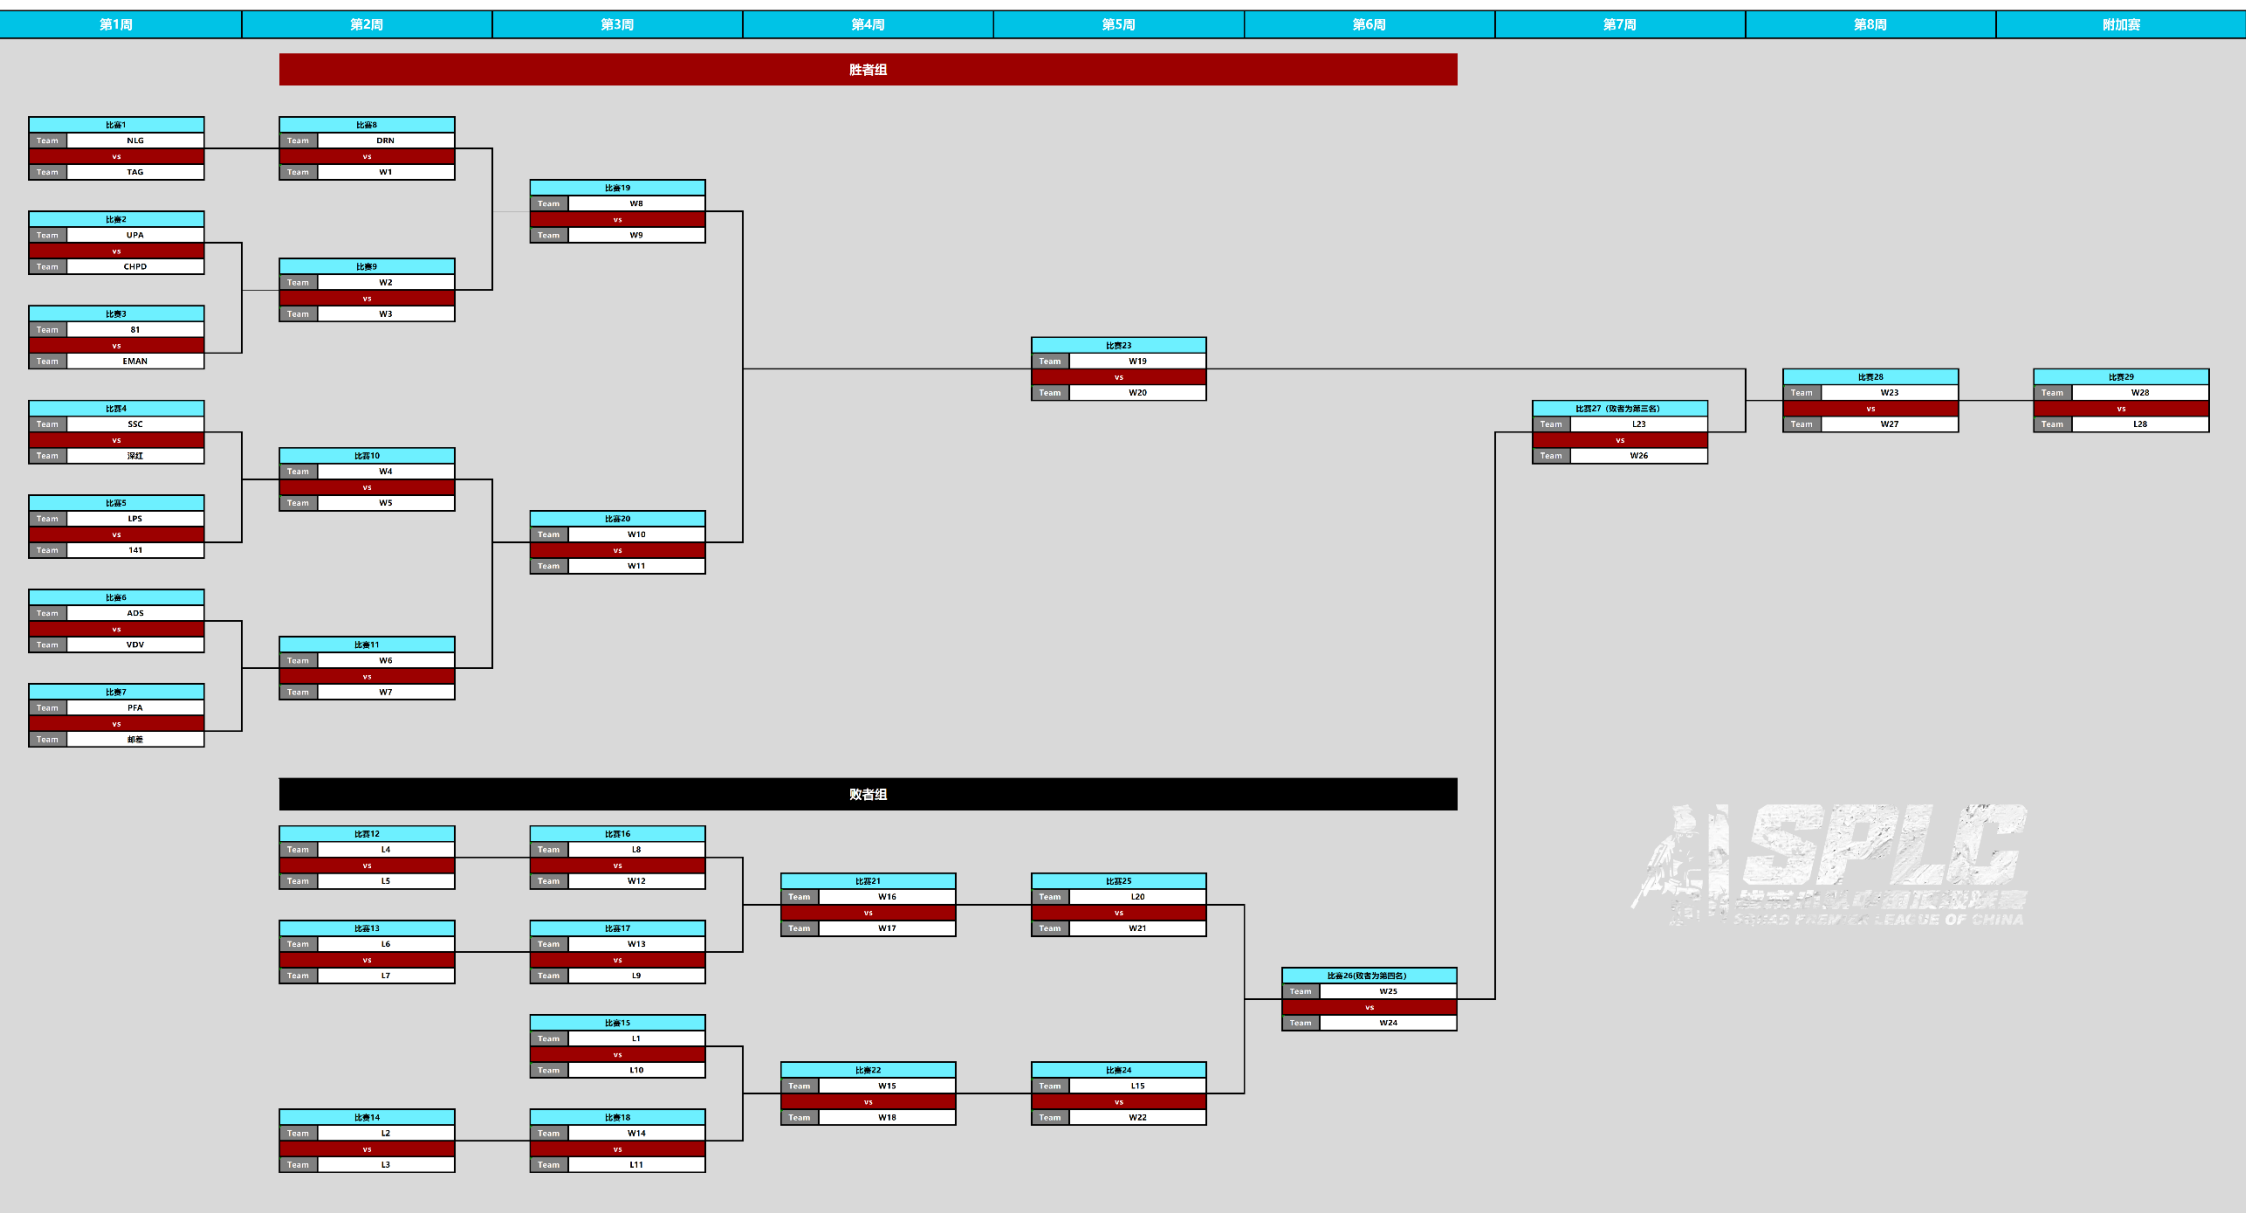 第1周 第2周 第3周 第4周 第5周 第6周 第7周 第8周 附加赛
胜者组
比赛1
Team NLG
vs
Team TAG
比赛2
Team UPA
vs
Team CHPD
比赛3
Team 81
vs
Team EMAN
比赛4
Team SSC
vs
Team 深红
比赛5
Team LPS
vs
Team 141
比赛6
Team ADS
vs
Team VDV
比赛7
Team PFA
vs
Team 邮差
比赛8
Team DRN
vs
Team W1
比赛9
Team W2
vs
Team W3
比赛10
Team W4
vs
Team W5
比赛11
Team W6
vs
Team W7
比赛19
Team W8
vs
Team W9
比赛20
Team W10
vs
Team W11
比赛23
Team W19
vs
Team W20
比赛27（败者为第三名）
Team L23
vs
Team W26
比赛28
Team W23
vs
Team W27
比赛29
Team W28
vs
Team L28
败者组
比赛12
Team L4
vs
Team L5
比赛13
Team L6
vs
Team L7
比赛14
Team L2
vs
Team L3
比赛16
Team L8
vs
Team W12
比赛17
Team W13
vs
Team L9
比赛15
Team L1
vs
Team L10
比赛18
Team W14
vs
Team L11
比赛21
Team W16
vs
Team W17
比赛22
Team W15
vs
Team W18
比赛25
Team L20
vs
Team W21
比赛24
Team L15
vs
Team W22
比赛26(败者为第四名)
Team W25
vs
Team W24
SPLC
SQUAD PREMIER LEAGUE OF CHINA